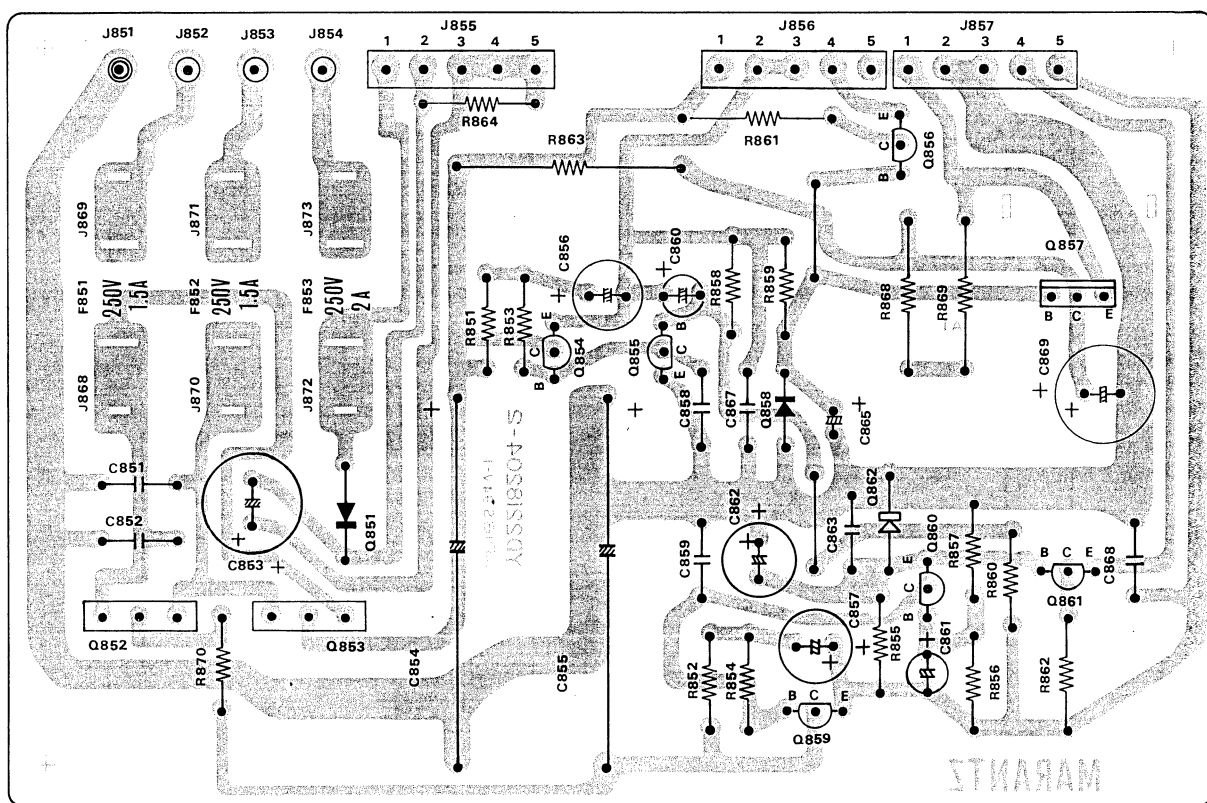 J851 J852 J853 J854 J855 J856 J857
1 2 3 4 5 1 2 3 4 5 1 2 3 4 5
R864
R861
E
C
B
Q856
R863
J869
J871
J873
C856
+
C860
+
R858
R859
R868
R869
Q857
B C E
F851
250V
1.5A
F852
250V
1.5A
F853
250V
2A
R851
R853
E
C
B
Q854
B
C
E
Q855
C869
+
+
J868
J870
J872
+
+
C858
C867
Q858
+
C865
YD2218204-S
C851
C852
C853
+
+
Q851
C862
+
+
C859
C863
Q862
E
C
B
Q860
R857
R860
B C E
Q861
C868
Q852
R870
Q853
C854
C855
C857
+
+
R852
R854
R855
+
C861
R856
R862
B C E
Q859
MARANTZ